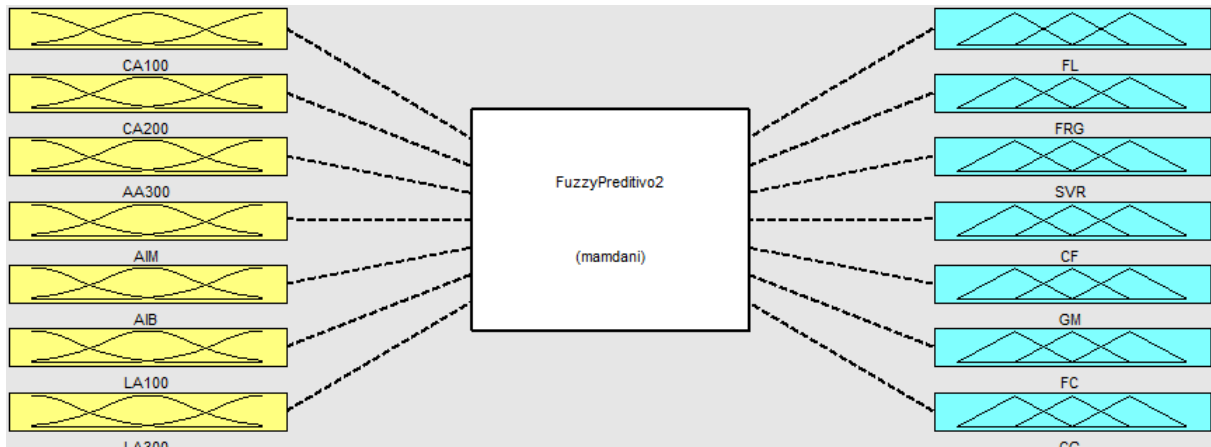 CA100
CA200
AA300
AIM
AIB
LA100
FuzzyPreditivo2
(mamdani)
FL
FRG
SVR
CF
GM
FC